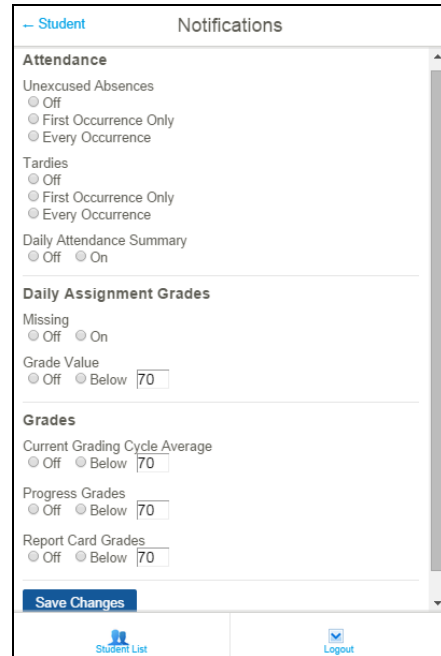 ← Student Notifications
Attendance
Unexcused Absences
Off
First Occurrence Only
Every Occurrence
Tardies
Off
First Occurrence Only
Every Occurrence
Daily Attendance Summary
Off On
Daily Assignment Grades
Missing
Off On
Grade Value
Off Below 70
Grades
Current Grading Cycle Average
Off Below 70
Progress Grades
Off Below 70
Report Card Grades
Off Below 70
Save Changes
Student List Logout